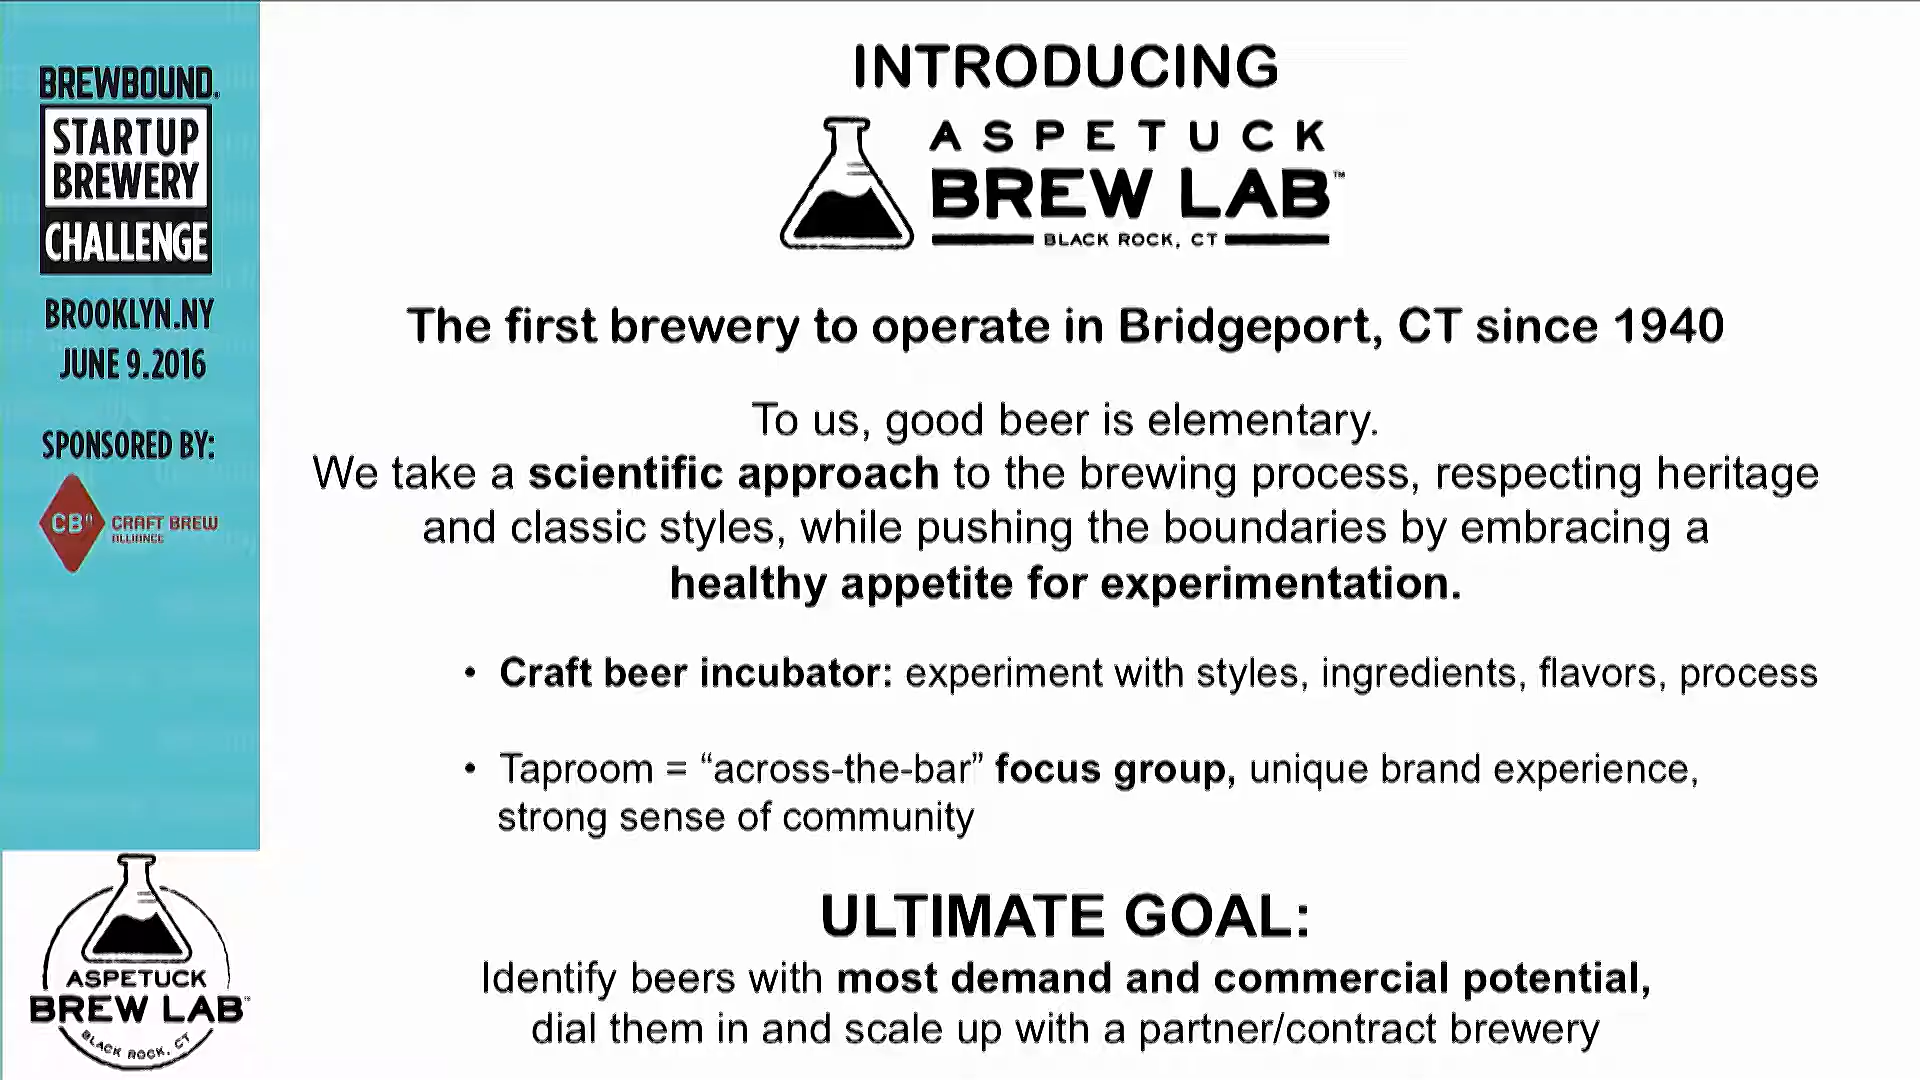 BREWBOUND.
STARTUP
BREWERY
CHALLENGE
BROOKLYN.NY
JUNE 9.2016
SPONSORED BY:
CB
CRAFT BREW
ALLIANCE
ASPETUCK
BREW LAB
BLACK ROCK, CT
INTRODUCING
ASPETUCK
BREW LAB™
BLACK ROCK, CT
The first brewery to operate in Bridgeport, CT since 1940
To us, good beer is elementary.
We take a scientific approach to the brewing process, respecting heritage
and classic styles, while pushing the boundaries by embracing a
healthy appetite for experimentation.
• Craft beer incubator: experiment with styles, ingredients, flavors, process
• Taproom = “across-the-bar” focus group, unique brand experience,
strong sense of community
ULTIMATE GOAL:
Identify beers with most demand and commercial potential,
dial them in and scale up with a partner/contract brewery